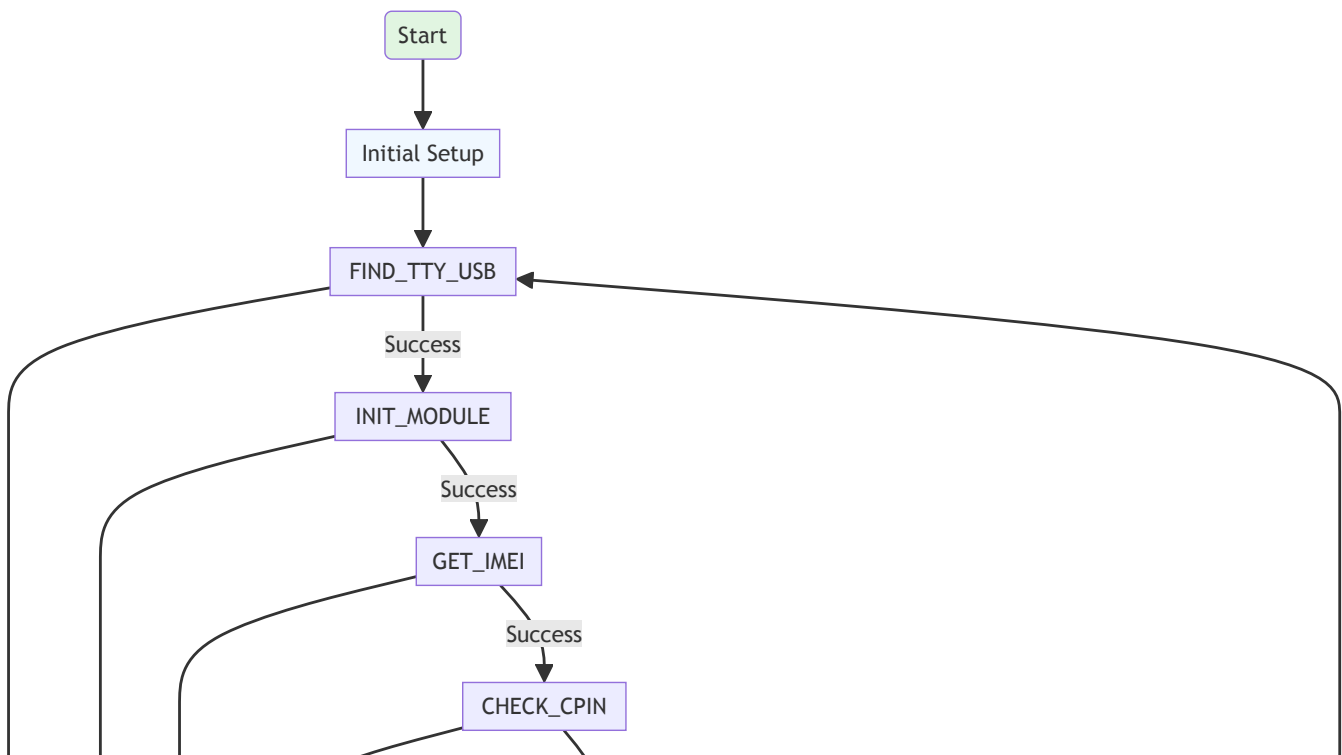 Start
Initial Setup
FIND_TTY_USB
Success
INIT_MODULE
Success
GET_IMEI
Success
CHECK_CPIN